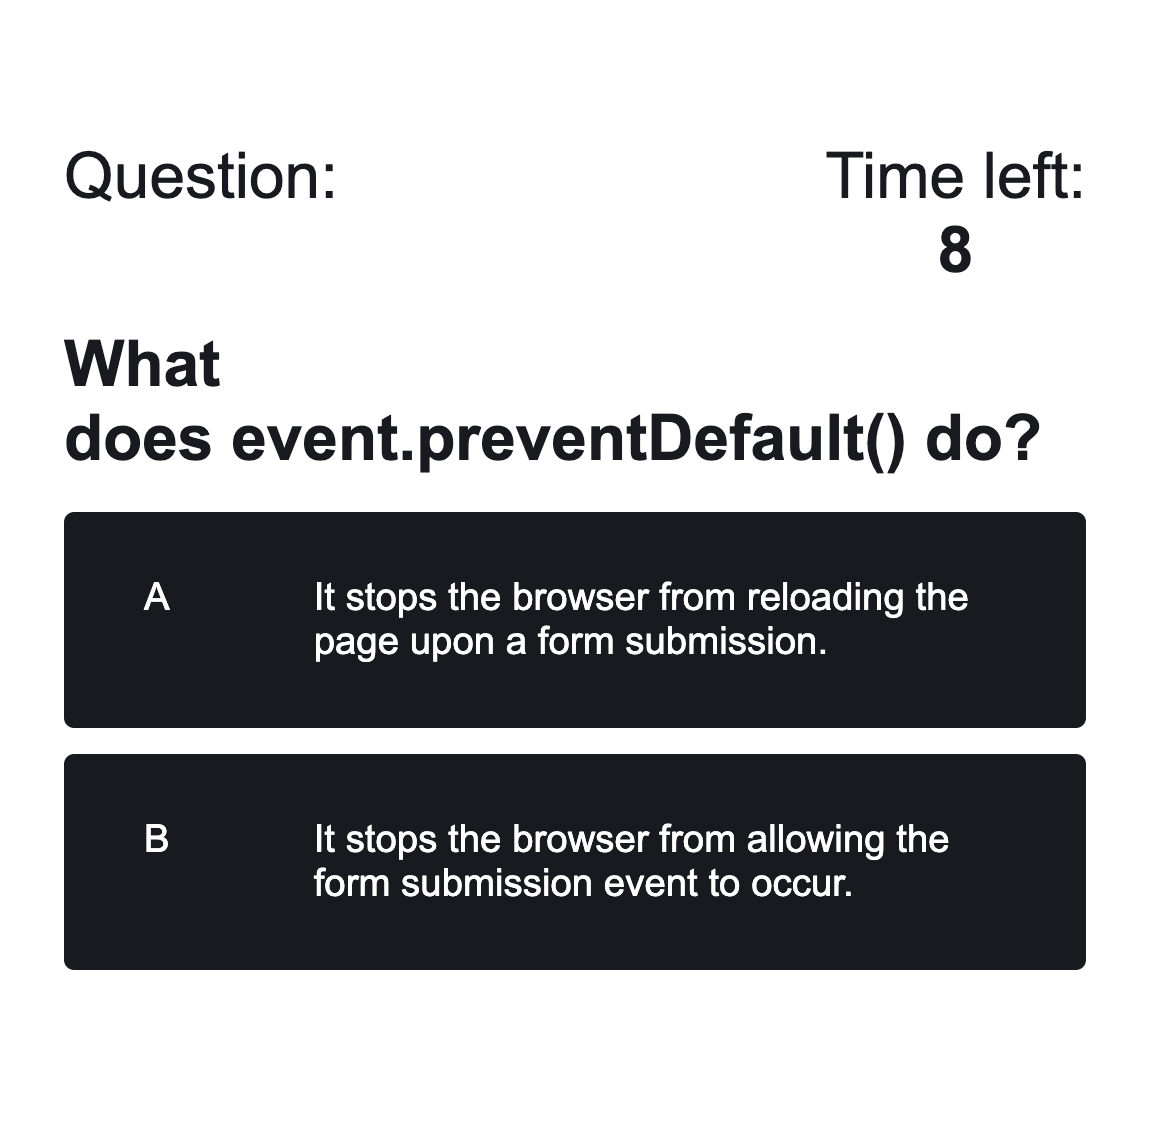 Question:
Time left:
8
What
does event.preventDefault() do?
A
It stops the browser from reloading the
page upon a form submission.
B
It stops the browser from allowing the
form submission event to occur.